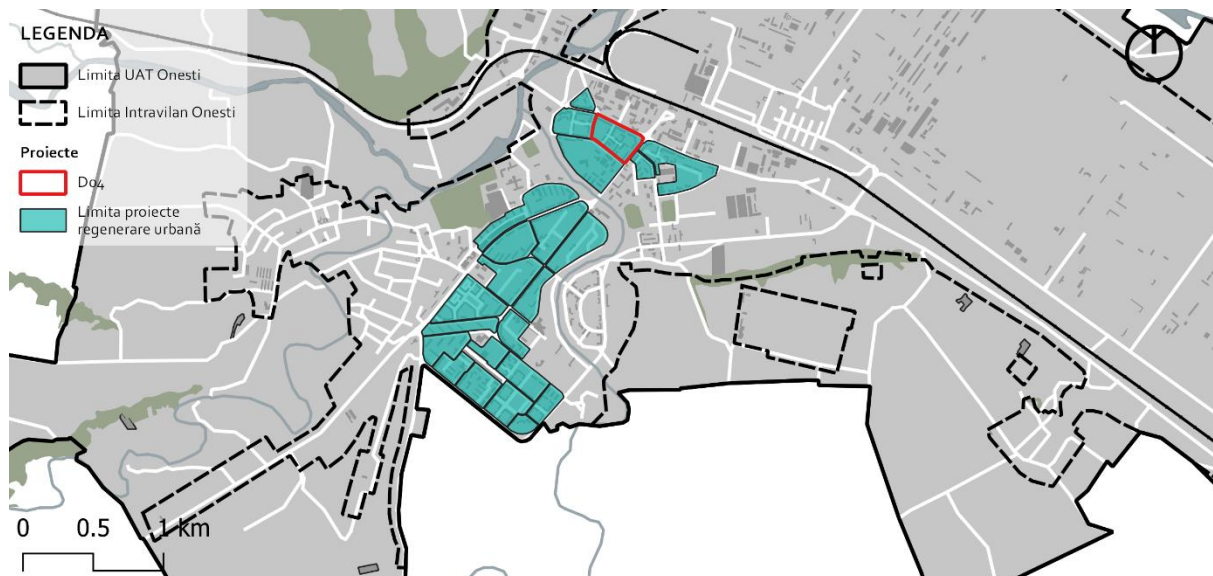 LEGENDA
Limita UAT Onesti
Limita Intravilan Onesti
Proiecte
D04
Limita proiecte
regenerare urbană
0 0.5 1 km